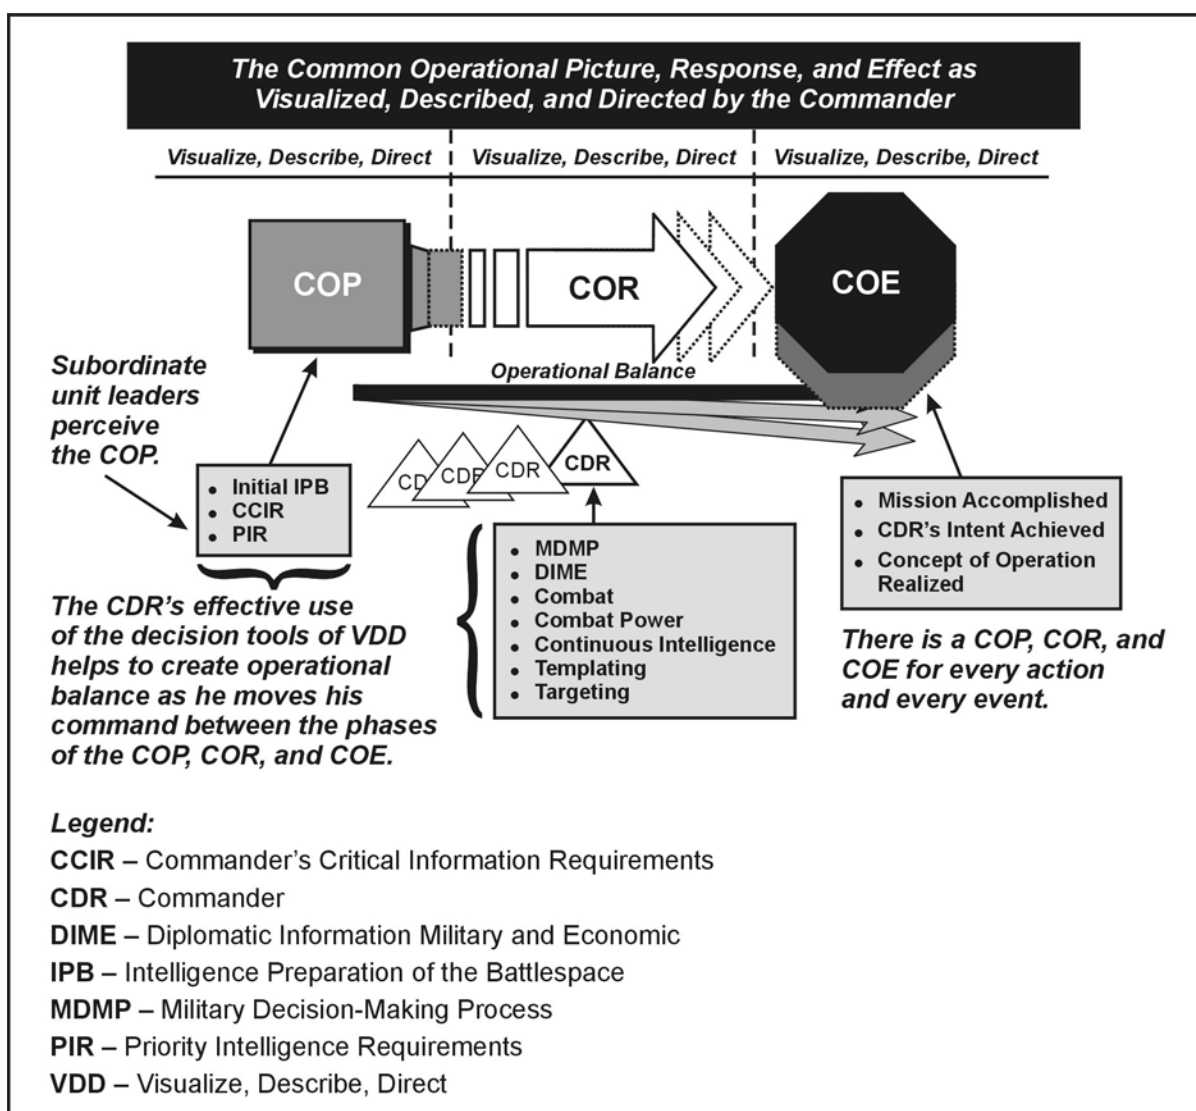 The Common Operational Picture, Response, and Effect as
Visualized, Described, and Directed by the Commander
Visualize, Describe, Direct
Visualize, Describe, Direct
Visualize, Describe, Direct
COP
COR
COE
Operational Balance
Subordinate
unit leaders
perceive
the COP.
• Initial IPB
• CCIR
• PIR
CDR
CDR
CDR
• MDMP
• DIME
• Combat
• Combat Power
• Continuous Intelligence
• Templating
• Targeting
• Mission Accomplished
• CDR's Intent Achieved
• Concept of Operation
Realized
The CDR's effective use
of the decision tools of VDD
helps to create operational
balance as he moves his
command between the phases
of the COP, COR, and COE.
There is a COP, COR, and
COE for every action
and every event.
Legend:
CCIR – Commander's Critical Information Requirements
CDR – Commander
DIME – Diplomatic Information Military and Economic
IPB – Intelligence Preparation of the Battlespace
MDMP – Military Decision-Making Process
PIR – Priority Intelligence Requirements
VDD – Visualize, Describe, Direct